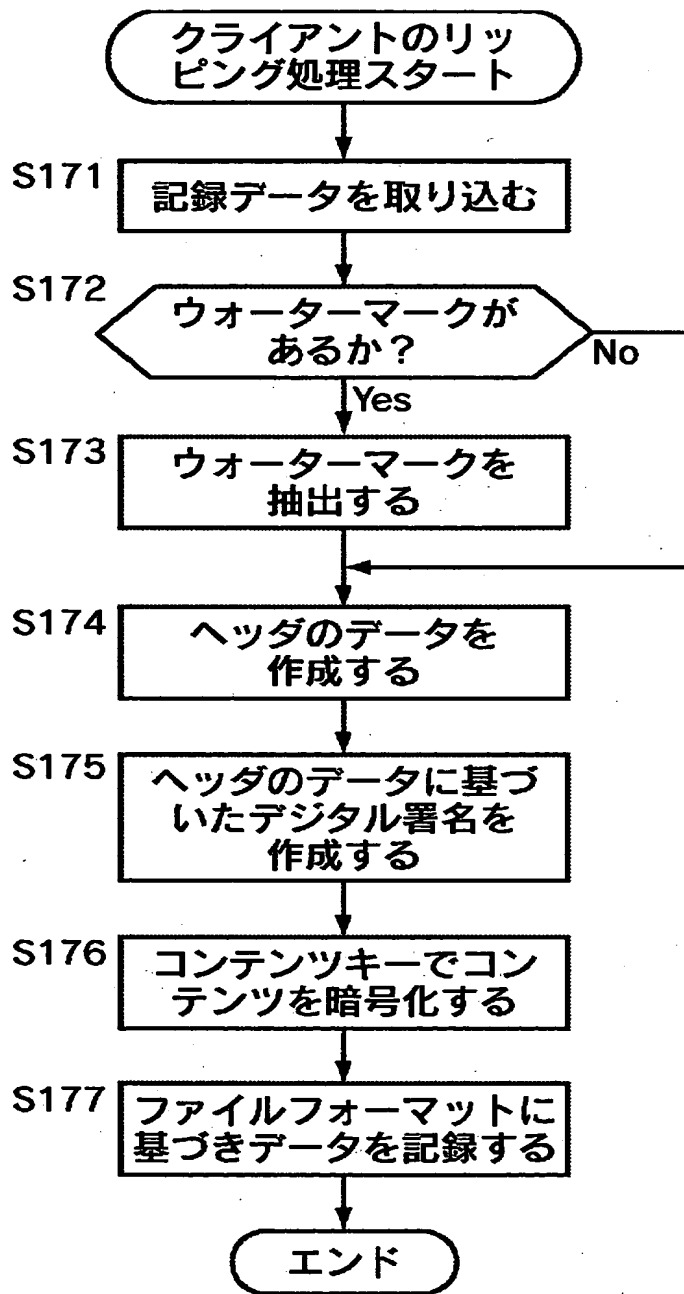 クライアントのリッ
ピング処理スタート
S171
記録データを取り込む
S172
ウォーターマークが
あるか？
No
Yes
S173
ウォーターマークを
抽出する
S174
ヘッダのデータを
作成する
S175
ヘッダのデータに基づ
いたデジタル署名を
作成する
S176
コンテンツキーでコン
テンツを暗号化する
S177
ファイルフォーマットに
基づきデータを記録する
エンド